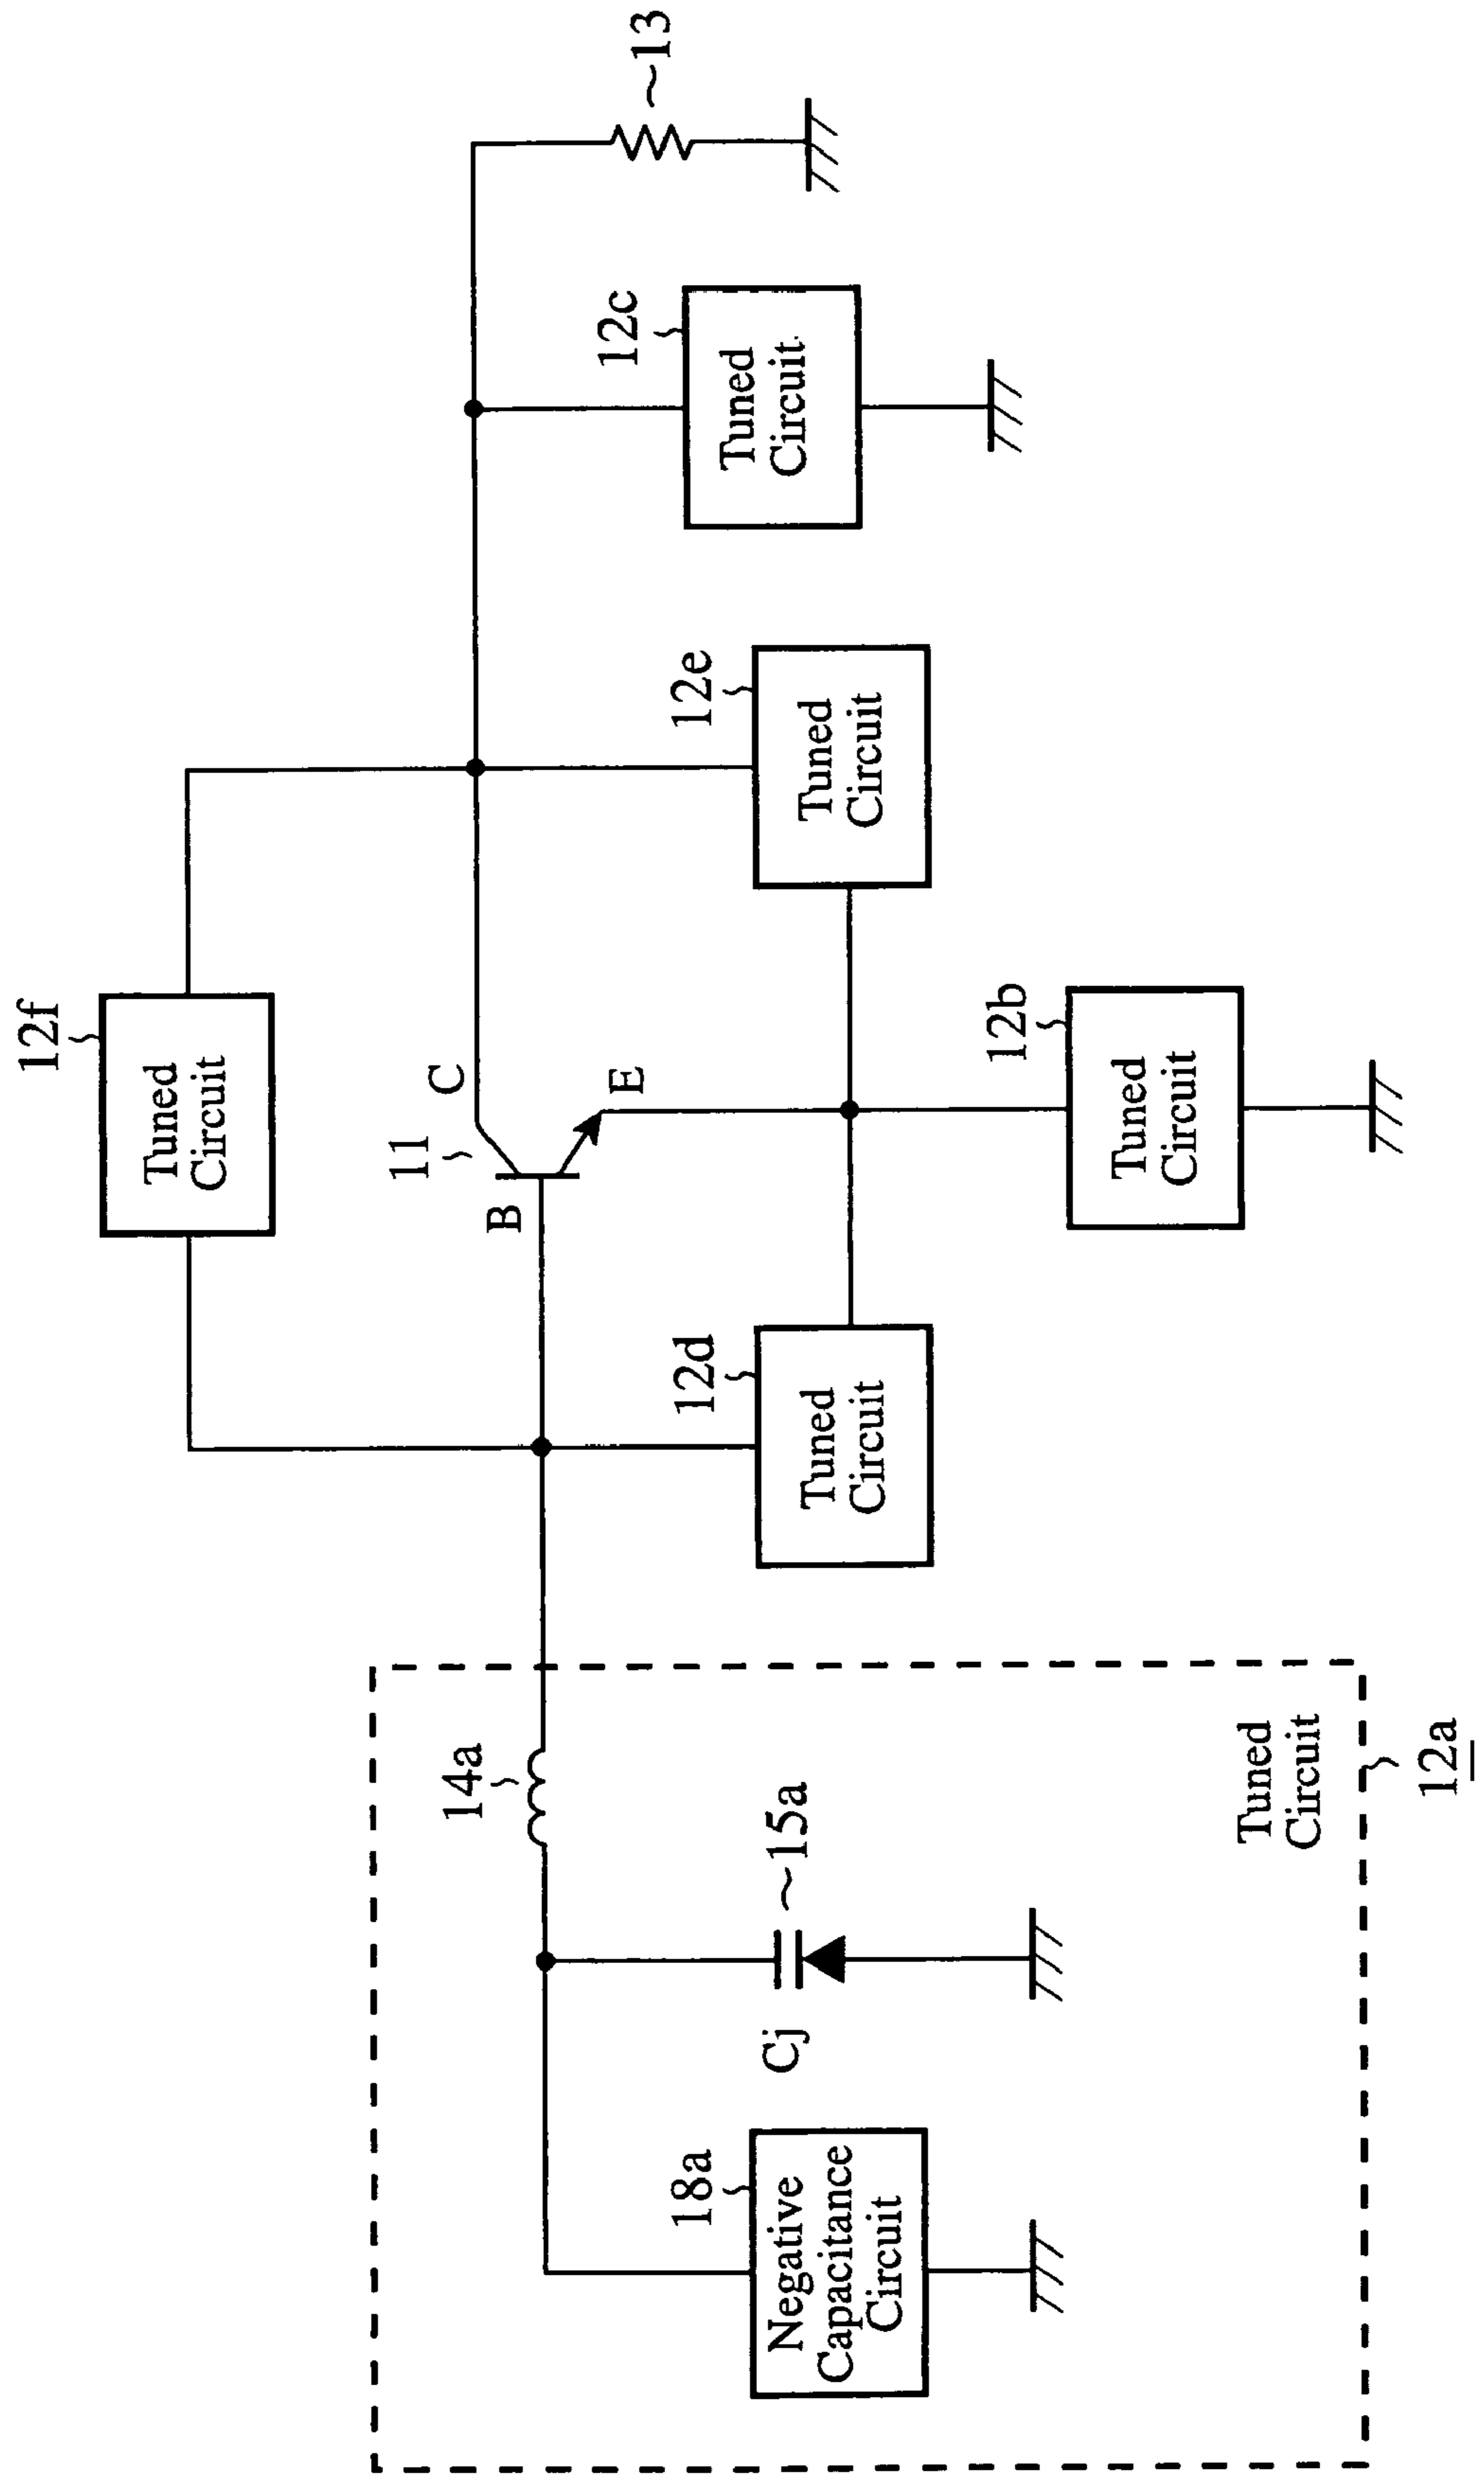 12f
Tuned
Circuit
11
C
B
E
~13
12c
Tuned
Circuit
12e
Tuned
Circuit
12d
Tuned
Circuit
12b
Tuned
Circuit
14a
~15a
Cj
18a
Negative
Capacitance
Circuit
Tuned
Circuit
12a